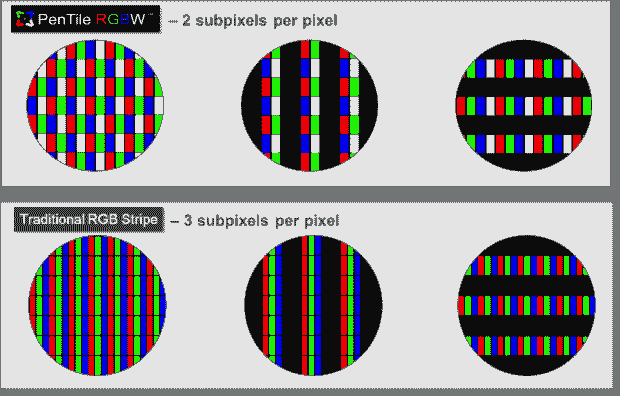 PenTile RGBW™ – 2 subpixels per pixel
Traditional RGB Stripe – 3 subpixels per pixel